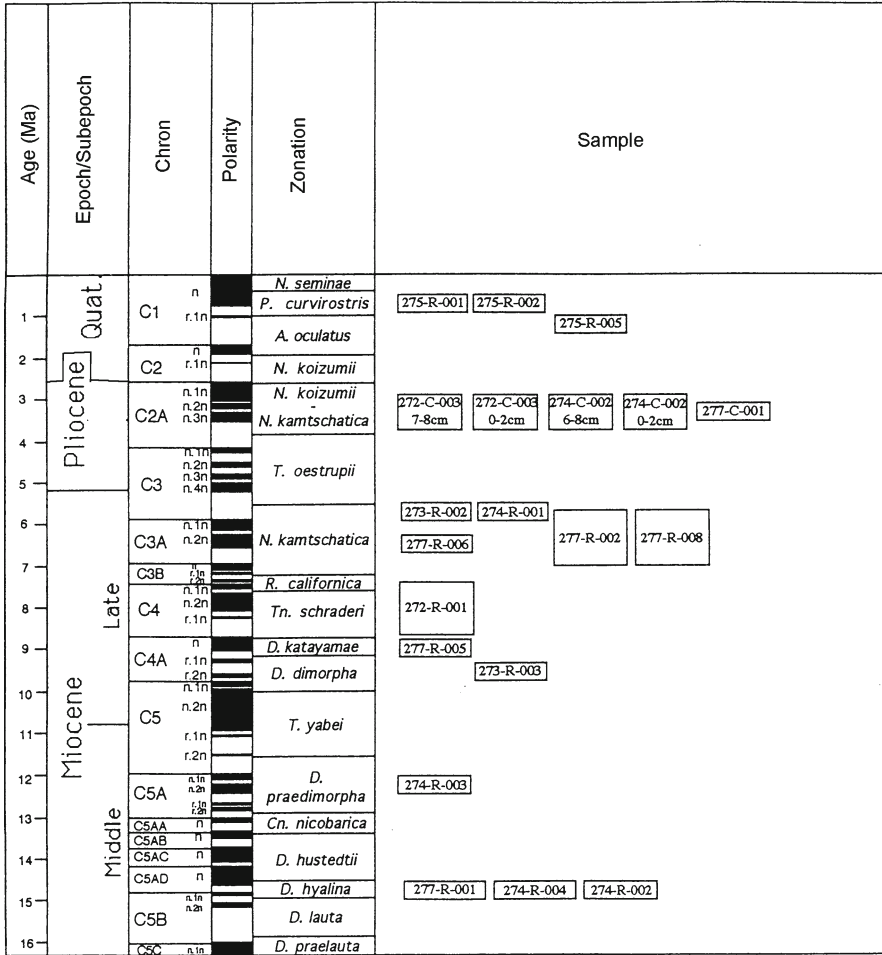 Age (Ma) Epoch/Subepoch Chron Polarity Zonation Sample
1
2
3
4
5
6
7
8
9
10
11
12
13
14
15
16
Quat.
Pliocene
Miocene
Late
Middle
C1 n
r.1n
C2 n
r.1n
C2A n.1n
n.2n
n.3n
C3 n.1n
n.2n
n.3n
n.4n
C3A n.1n
n.2n
C3B n
r.1n
r.2n
C4 n.1n
n.2n
r.1n
C4A n
r.1n
r.2n
C5 n.1n
n.2n
r.1n
r.2n
C5A n.1n
n.2n
r.1n
r.2n
C5AA n
C5AB n
C5AC n
C5AD n
C5B n.1n
n.2n
C5C n.1n
N. seminae
P. curvirostris
A. oculatus
N. koizumii
N. koizumii
-
N. kamtschatica
T. oestrupii
N. kamtschatica
R. californica
Tn. schraderi
D. katayamae
D. dimorpha
T. yabei
D.
praedimorpha
Cn. nicobarica
D. hustedtii
D. hyalina
D. lauta
D. praelauta
275-R-001 275-R-002
275-R-005
272-C-003 272-C-003 274-C-002 274-C-002 277-C-001
7-8cm 0-2cm 6-8cm 0-2cm
273-R-002 274-R-001
277-R-006 277-R-002 277-R-008
272-R-001
277-R-005
273-R-003
274-R-003
277-R-001 274-R-004 274-R-002